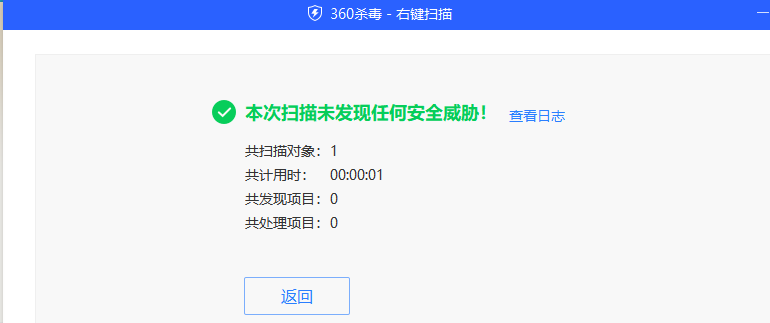 360杀毒 - 右键扫描
本次扫描未发现任何安全威胁！ 查看日志
共扫描对象：1
共计用时： 00:00:01
共发现项目：0
共处理项目：0
返回